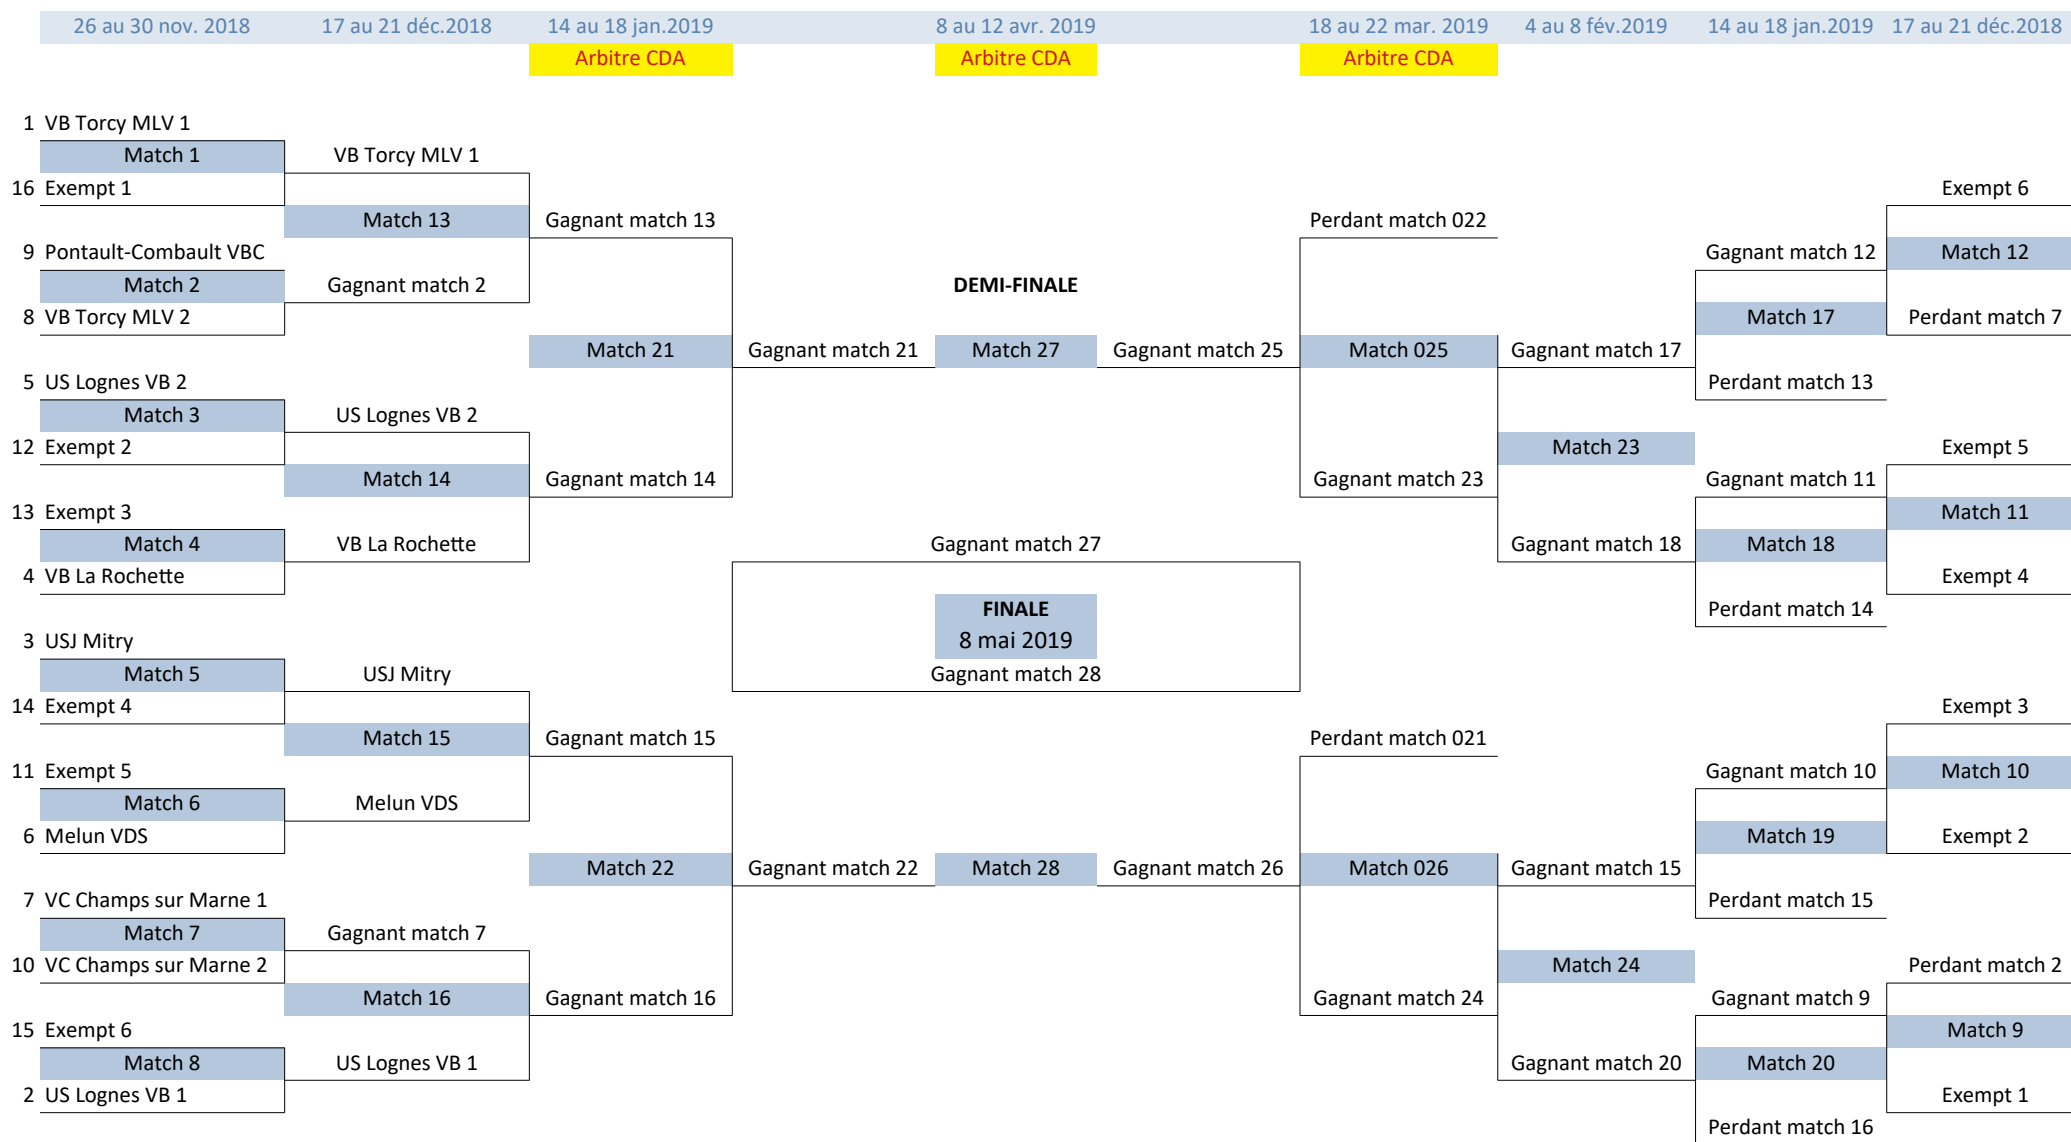 26 au 30 nov. 2018 17 au 21 déc.2018 14 au 18 jan.2019 8 au 12 avr. 2019 18 au 22 mar. 2019 4 au 8 fév.2019 14 au 18 jan.2019 17 au 21 déc.2018
Arbitre CDA Arbitre CDA Arbitre CDA
1 VB Torcy MLV 1
Match 1 VB Torcy MLV 1
16 Exempt 1 Exempt 6
Match 13 Gagnant match 13 Perdant match 022
9 Pontault-Combault VBC Gagnant match 12 Match 12
Match 2 Gagnant match 2 DEMI-FINALE
8 VB Torcy MLV 2 Match 17 Perdant match 7
Match 21 Gagnant match 21 Match 27 Gagnant match 25 Match 025 Gagnant match 17
5 US Lognes VB 2 Perdant match 13
Match 3 US Lognes VB 2
12 Exempt 2 Match 23 Exempt 5
Match 14 Gagnant match 14 Gagnant match 23 Gagnant match 11
13 Exempt 3 Match 11
Match 4 VB La Rochette Gagnant match 27 Gagnant match 18 Match 18
4 VB La Rochette Exempt 4
FINALE Perdant match 14
3 USJ Mitry 8 mai 2019
Match 5 USJ Mitry Gagnant match 28
14 Exempt 4 Exempt 3
Match 15 Gagnant match 15 Perdant match 021
11 Exempt 5 Gagnant match 10 Match 10
Match 6 Melun VDS
6 Melun VDS Match 19 Exempt 2
Match 22 Gagnant match 22 Match 28 Gagnant match 26 Match 026 Gagnant match 15
7 VC Champs sur Marne 1 Perdant match 15
Match 7 Gagnant match 7
10 VC Champs sur Marne 2 Match 24 Perdant match 2
Match 16 Gagnant match 16 Gagnant match 24 Gagnant match 9
15 Exempt 6 Match 9
Match 8 US Lognes VB 1 Gagnant match 20 Match 20
2 US Lognes VB 1 Exempt 1
Perdant match 16